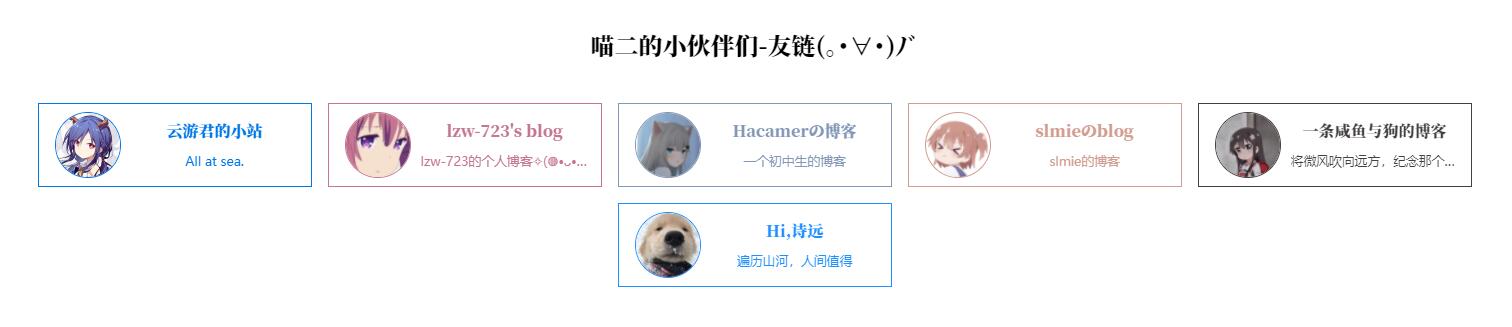 喵二的小伙伴们-友链(。･∀･)ﾉﾞ
云游君的小站
All at sea.
lzw-723's blog
lzw-723的个人博客✧(◍•ᴗ•...
Hacamerの博客
一个初中生的博客
slmieのblog
slmie的博客
一条咸鱼与狗的博客
将微风吹向远方，纪念那个...
Hi,诗远
遍历山河，人间值得